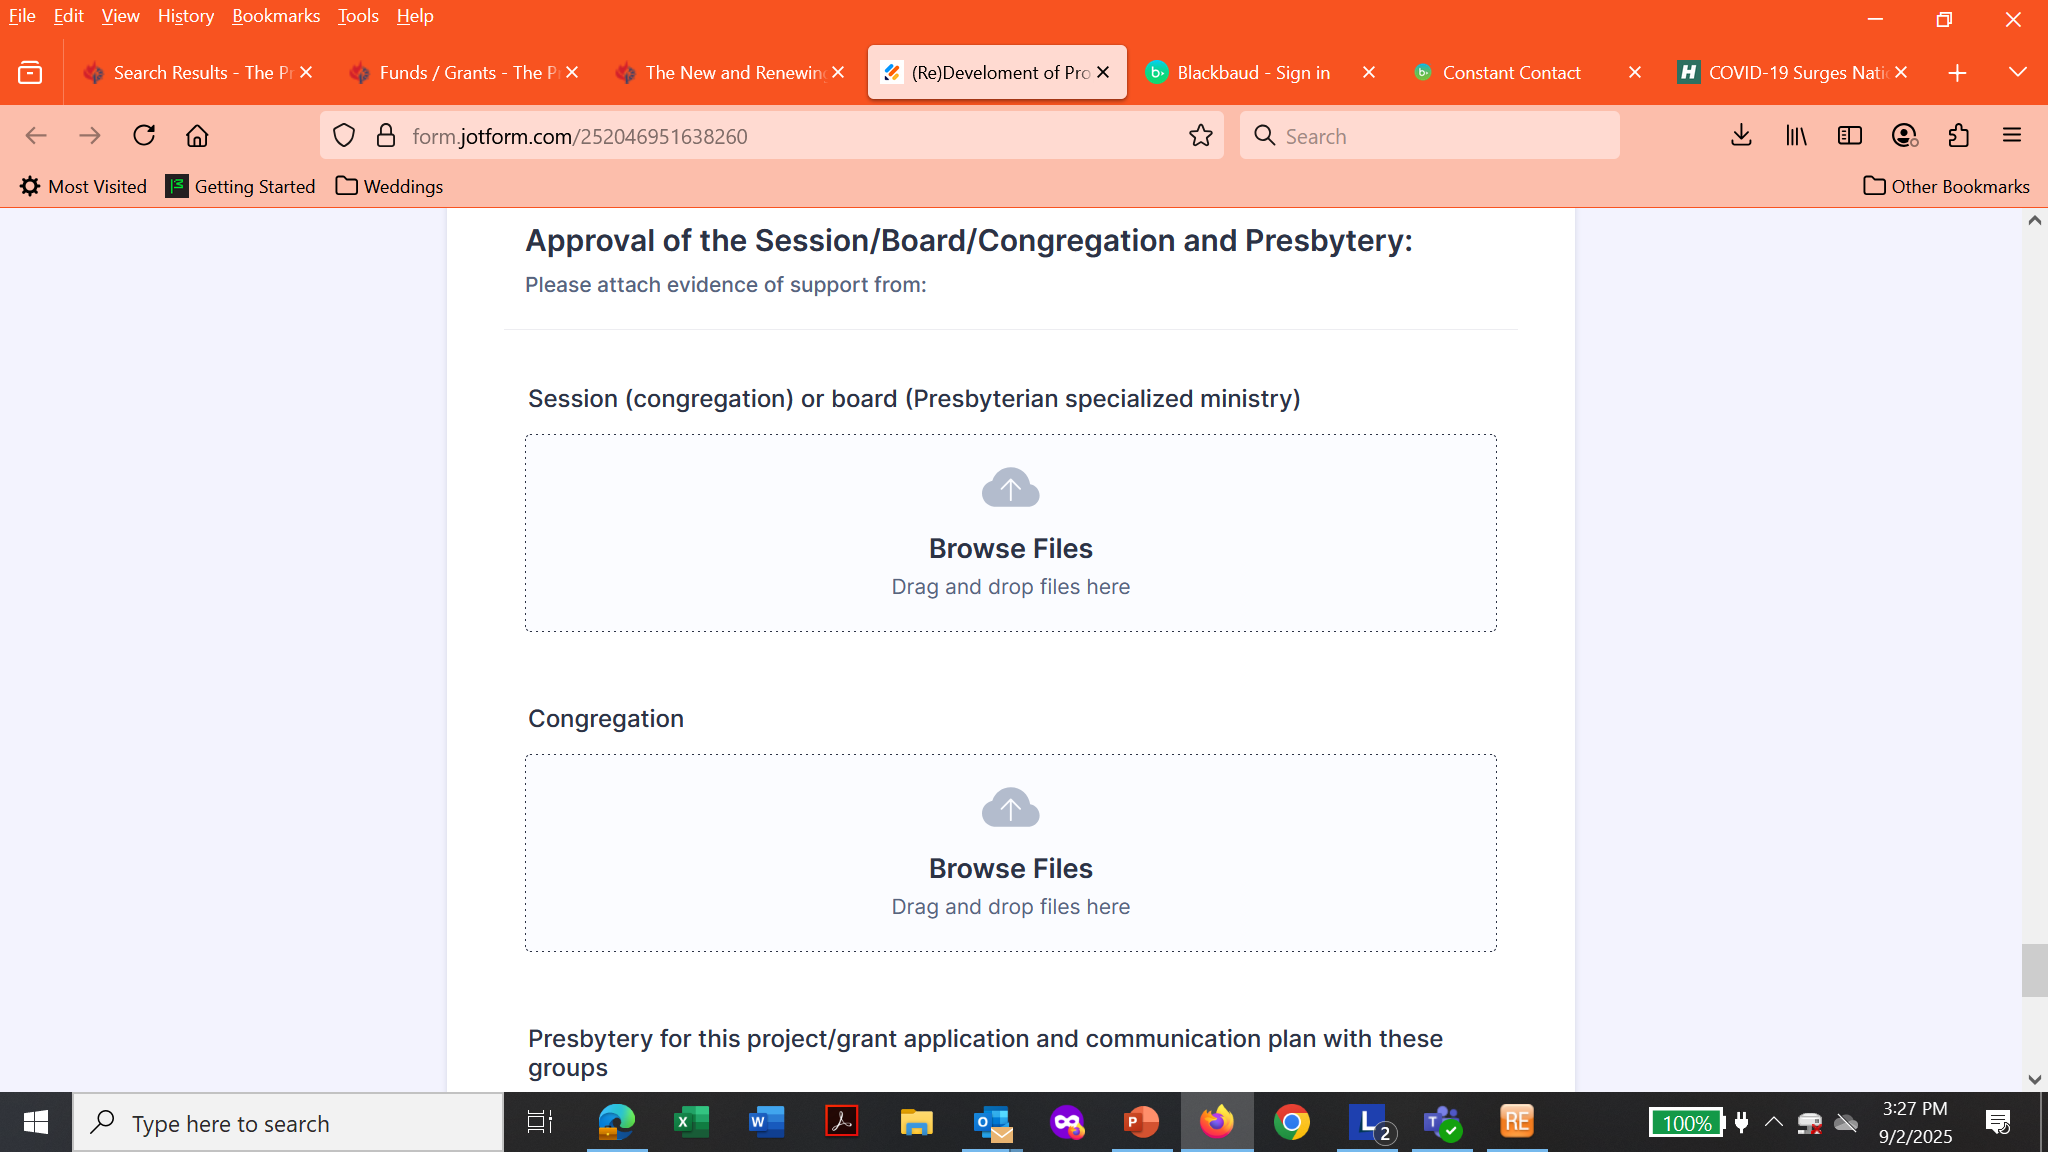 File Edit View History Bookmarks Tools Help
Search Results - The Pr Funds / Grants - The P The New and Renewing (Re)Develoment of Pro Blackbaud - Sign in Constant Contact COVID-19 Surges Natio
form.jotform.com/252046951638260 Search
Most Visited Getting Started Weddings Other Bookmarks
Approval of the Session/Board/Congregation and Presbytery:
Please attach evidence of support from:
Session (congregation) or board (Presbyterian specialized ministry)
Browse Files
Drag and drop files here
Congregation
Browse Files
Drag and drop files here
Presbytery for this project/grant application and communication plan with these
groups
Type here to search
100%
3:27 PM
9/2/2025